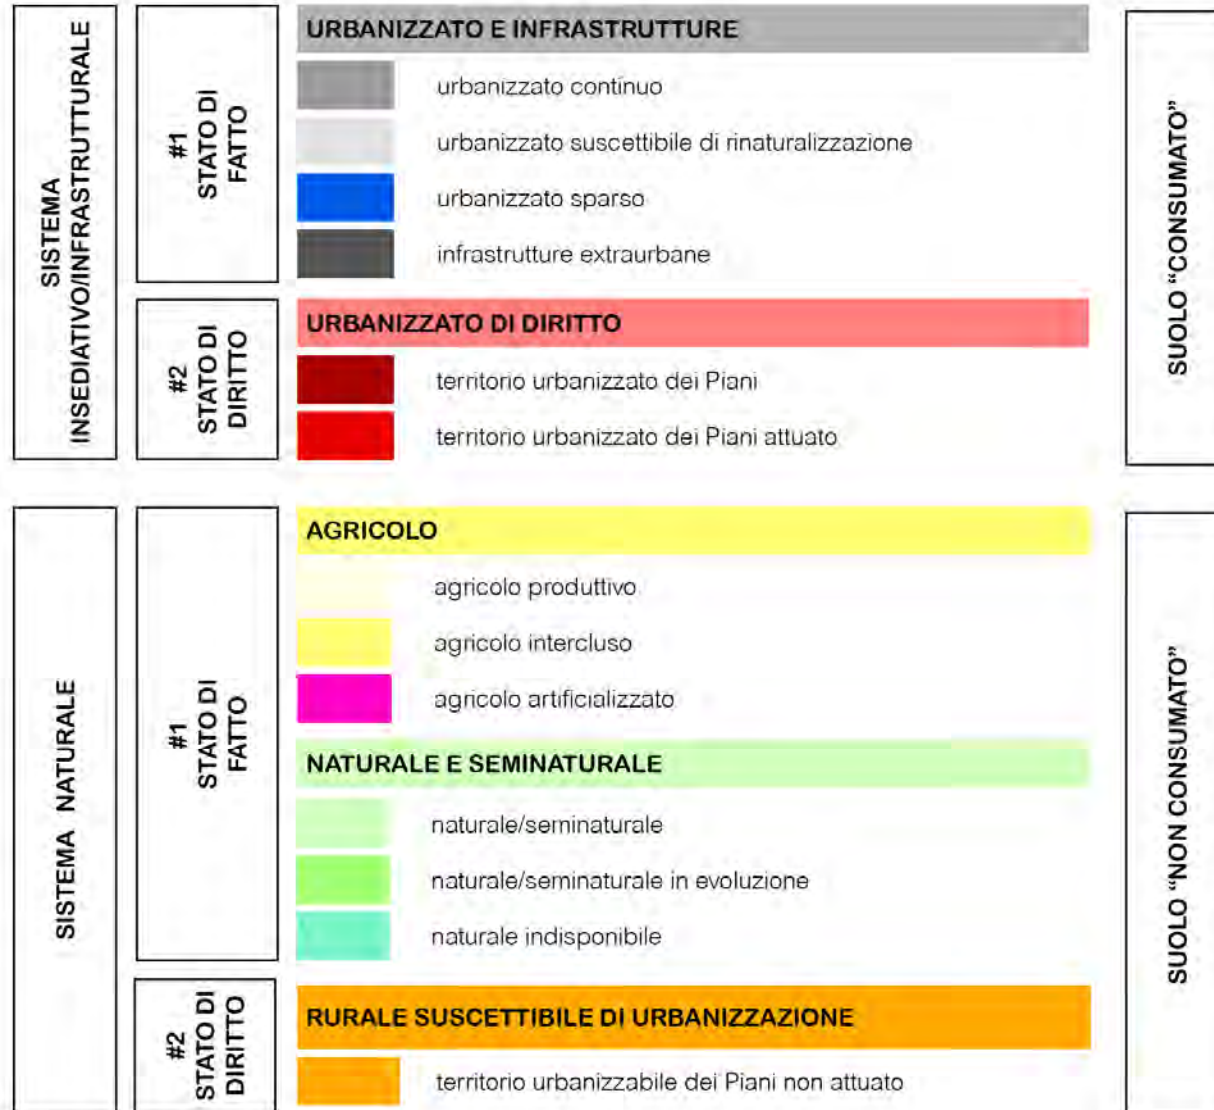 SISTEMA
INSEDIATIVO/INFRASTRUTTURALE
#1
STATO DI
FATTO
URBANIZZATO E INFRASTRUTTURE
urbanizzato continuo
urbanizzato suscettibile di rinaturalizzazione
urbanizzato sparso
infrastrutture extraurbane
#2
STATO DI
DIRITTO
URBANIZZATO DI DIRITTO
territorio urbanizzato dei Piani
territorio urbanizzato dei Piani attuato
SUOLO “CONSUMATO”
SISTEMA NATURALE
#1
STATO DI
FATTO
AGRICOLO
agricolo produttivo
agricolo intercluso
agricolo artificializzato
NATURALE E SEMINATURALE
naturale/seminaturale
naturale/seminaturale in evoluzione
naturale indisponibile
#2
STATO DI
DIRITTO
RURALE SUSCETTIBILE DI URBANIZZAZIONE
territorio urbanizzabile dei Piani non attuato
SUOLO “NON CONSUMATO”